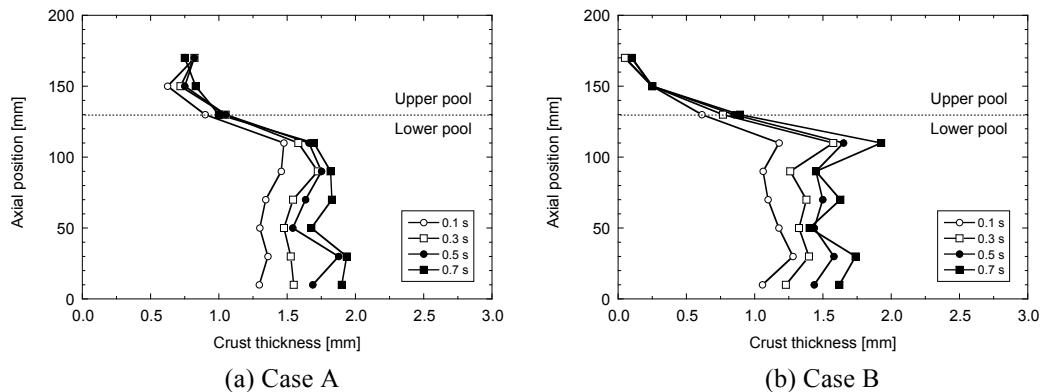 200
150
100
50
0
Axial position [mm]
Upper pool
Lower pool
0.1 s
0.3 s
0.5 s
0.7 s
0.0 0.5 1.0 1.5 2.0 2.5 3.0
Crust thickness [mm]
(a) Case A
200
150
100
50
0
Axial position [mm]
Upper pool
Lower pool
0.1 s
0.3 s
0.5 s
0.7 s
0.0 0.5 1.0 1.5 2.0 2.5 3.0
Crust thickness [mm]
(b) Case B